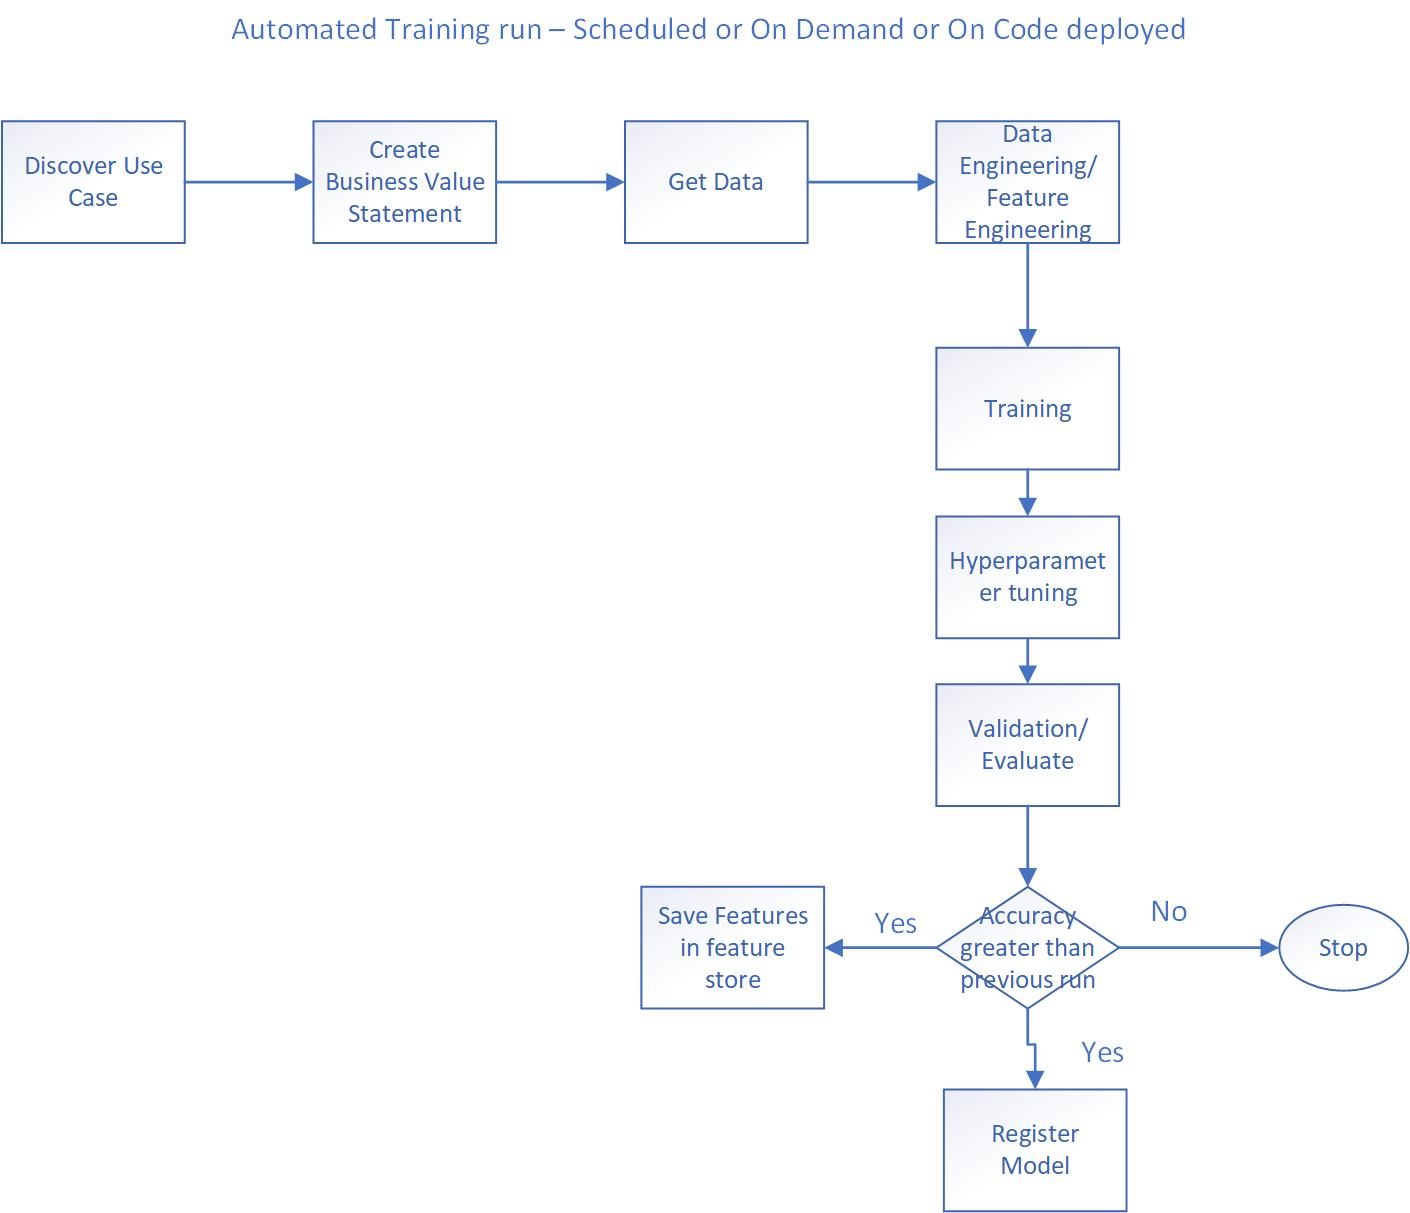 Automated Training run – Scheduled or On Demand or On Code deployed
Discover Use
Case
Create
Business Value
Statement
Get Data
Data
Engineering/
Feature
Engineering
Training
Hyperparamet
er tuning
Validation/
Evaluate
Save Features
in feature
store
Yes
Accuracy
greater than
previous run
No
Stop
Yes
Register
Model